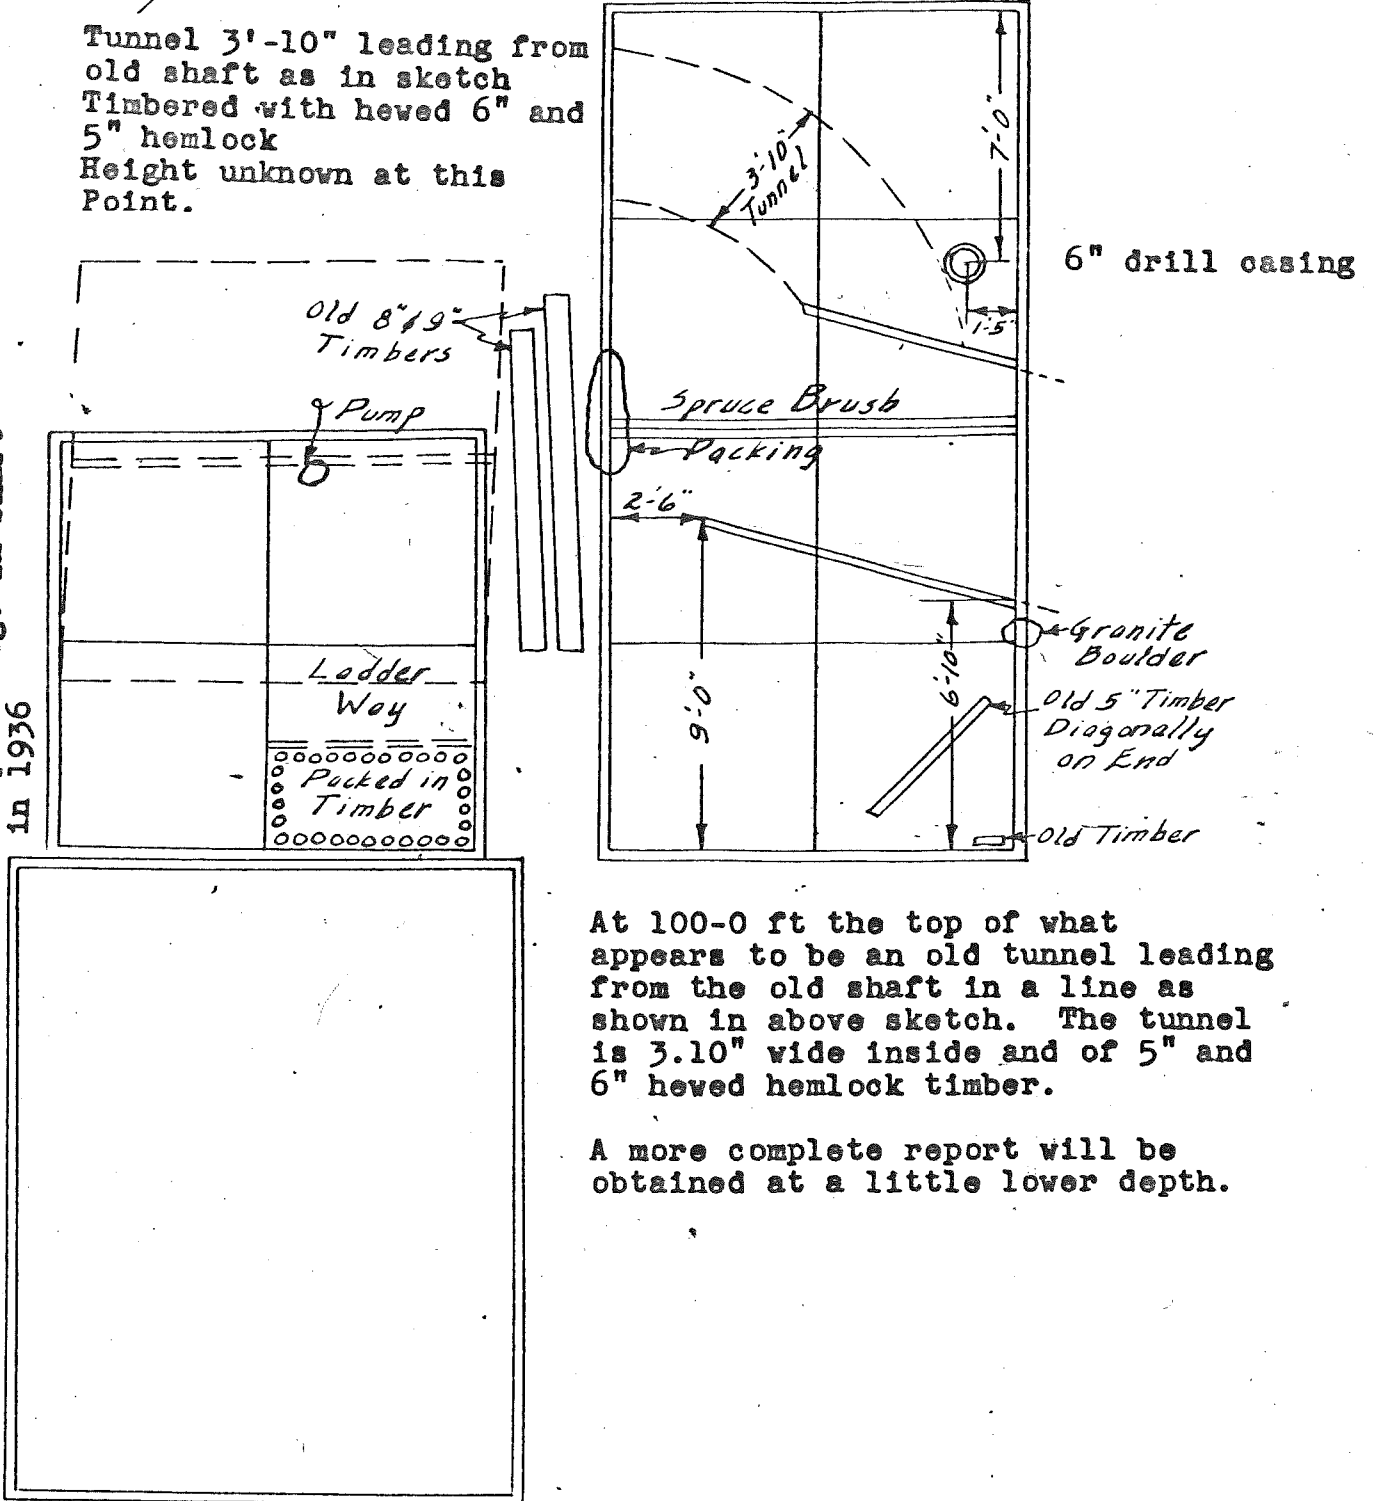 Tunnel 3'-10" leading from
old shaft as in sketch
Timbered with hewed 6" and
5" hemlock
Height unknown at this
Point.
3'-10"
Tunnel
7'-0"
6" drill casing
1'-5"
Old 8" & 9"
Timbers
Pump
Spruce Brush
Packing
2'-6"
9'-0"
6'-10"
Granite
Boulder
Old 5" Timber
Diagonally
on End
Old Timber
Ladder
Way
Packed in
Timber
in 1936
At 100-0 ft the top of what
appears to be an old tunnel leading
from the old shaft in a line as
shown in above sketch. The tunnel
is 3.10" wide inside and of 5" and
6" hewed hemlock timber.
A more complete report will be
obtained at a little lower depth.